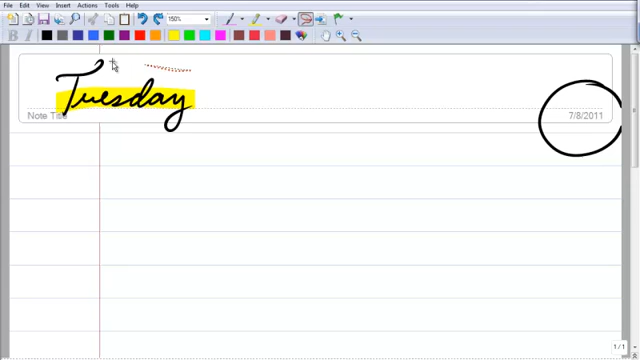 File Edit View Insert Actions Tools Help
150%
B I
Tuesday
Note Title 7/8/2011
1 / 1